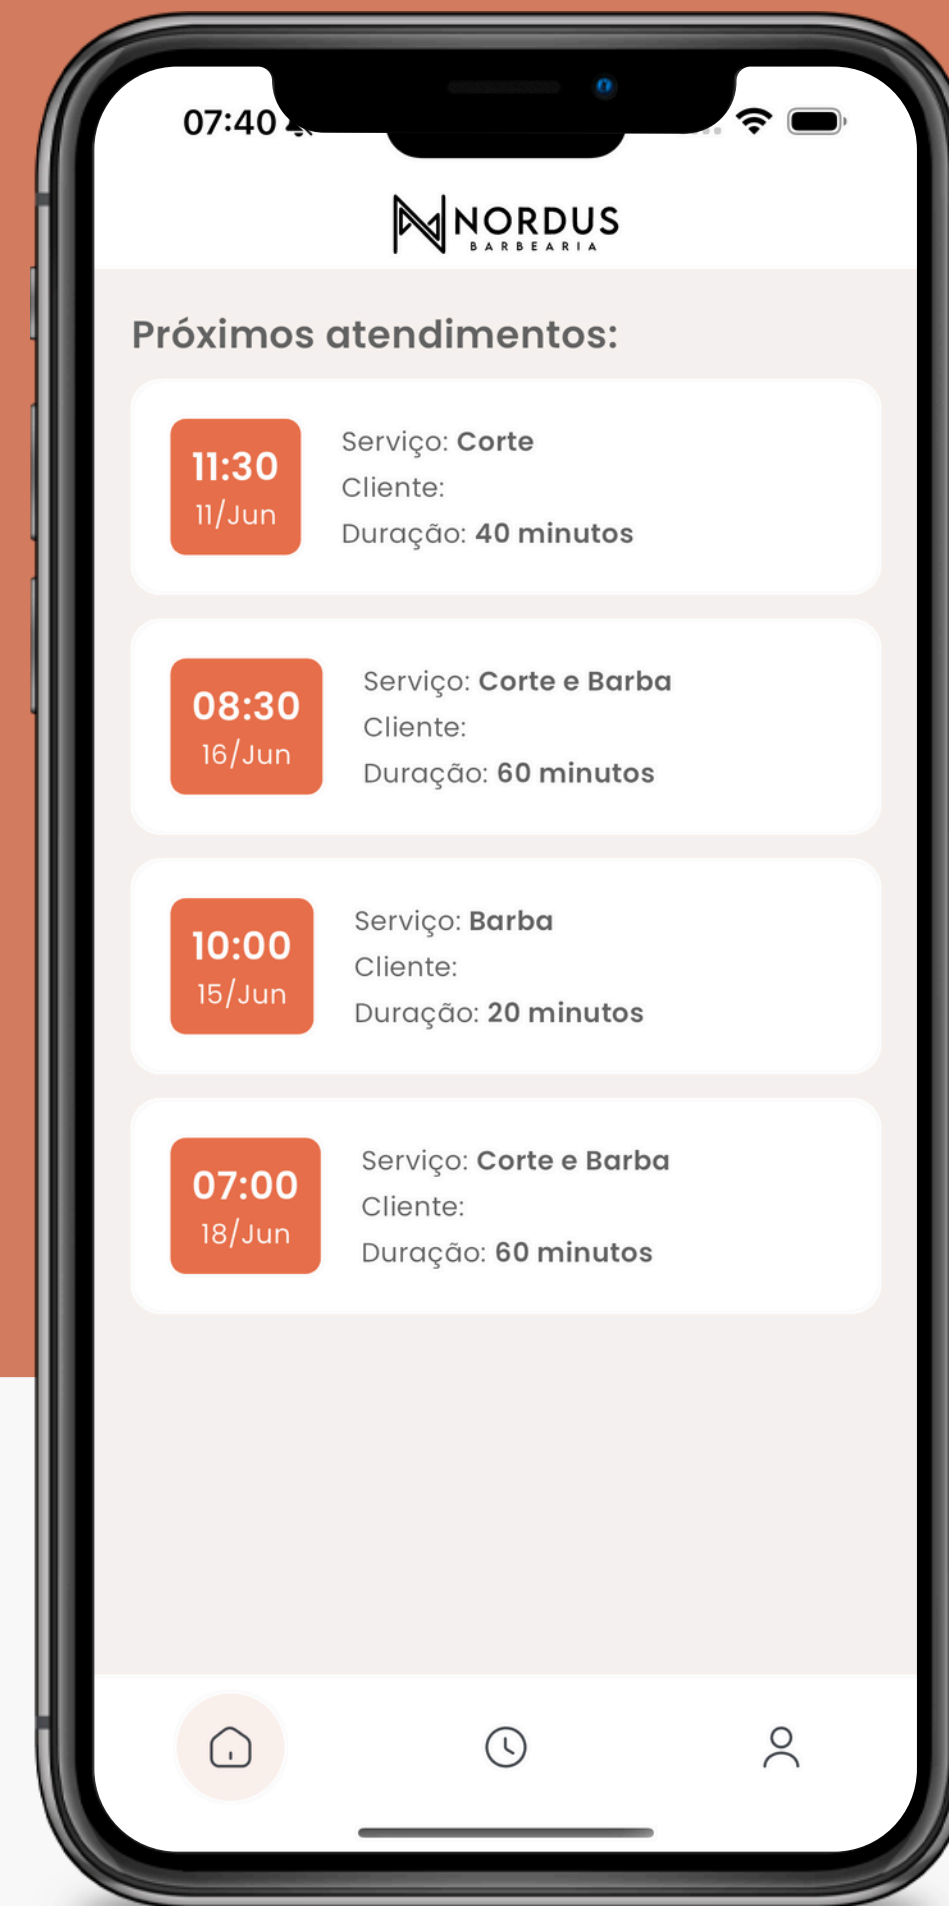 07:40
NORDUS
BARBEARIA
Próximos atendimentos:
11:30
11/Jun
Serviço: Corte
Cliente:
Duração: 40 minutos
08:30
16/Jun
Serviço: Corte e Barba
Cliente:
Duração: 60 minutos
10:00
15/Jun
Serviço: Barba
Cliente:
Duração: 20 minutos
07:00
18/Jun
Serviço: Corte e Barba
Cliente:
Duração: 60 minutos